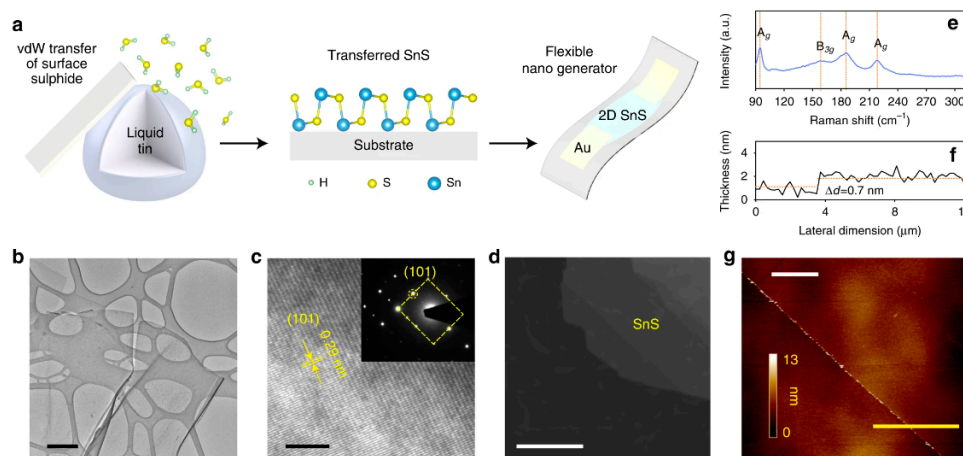 a
vdW transfer
of surface
sulphide
Liquid
tin
Transferred SnS
Substrate
H
S
Sn
Flexible
nano generator
2D SnS
Au
e
Intensity (a.u.)
Ag
B3g
Ag
Ag
90 120 150 180 210 240 270 300
Raman shift (cm−1)
f
Thickness (nm)
4
2
0
Δd=0.7 nm
0 4 8
Lateral dimension (μm)
b
c
(101)
0.29 nm
(101)
d
SnS
g
13
nm
0